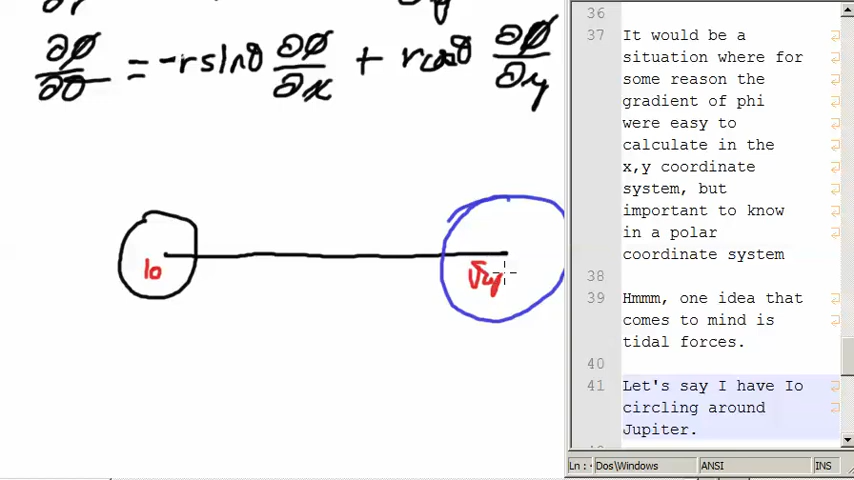 ∂ø/∂θ = -r sinθ ∂ø/∂x + r cosθ ∂ø/∂y
Io
36
37 It would be a
situation where for
some reason the
gradient of phi
were easy to
calculate in the
x,y coordinate
system, but
important to know
in a polar
coordinate system
38
39 Hmmm, one idea that
comes to mind is
tidal forces.
40
41 Let's say I have Io
circling around
Jupiter.
Ln : Dos\Windows ANSI INS